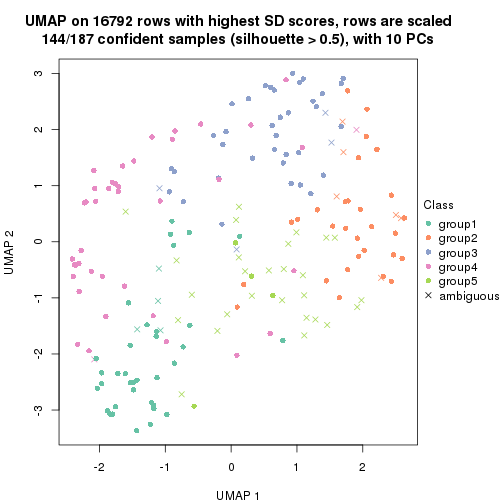 UMAP on 16792 rows with highest SD scores, rows are scaled
144/187 confident samples (silhouette > 0.5), with 10 PCs
3
2
1
0
-1
-2
-3
UMAP 2
-2
-1
0
1
2
UMAP 1
Class
group1
group2
group3
group4
group5
ambiguous